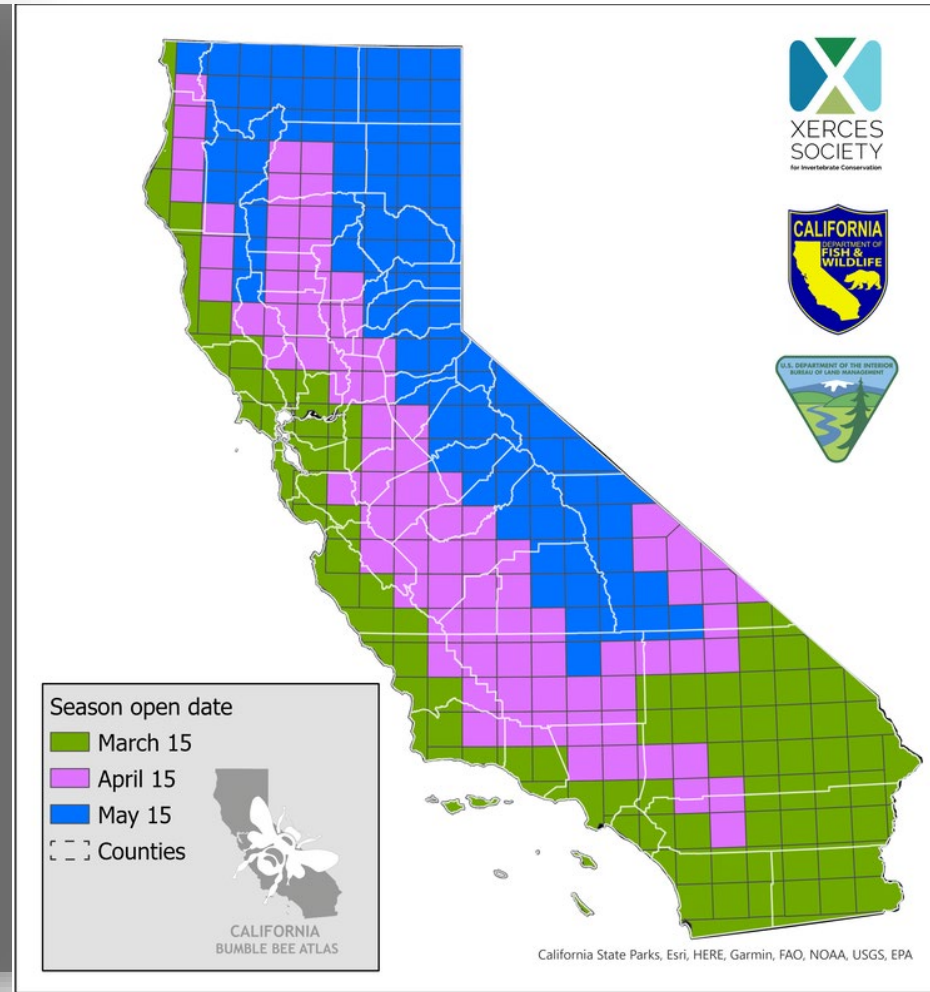 XERCES
SOCIETY
for Invertebrate Conservation
CALIFORNIA
DEPARTMENT OF
FISH &
WILDLIFE
U.S. DEPARTMENT OF THE INTERIOR
BUREAU OF LAND MANAGEMENT
Season open date
March 15
April 15
May 15
Counties
CALIFORNIA
BUMBLE BEE ATLAS
California State Parks, Esri, HERE, Garmin, FAO, NOAA, USGS, EPA